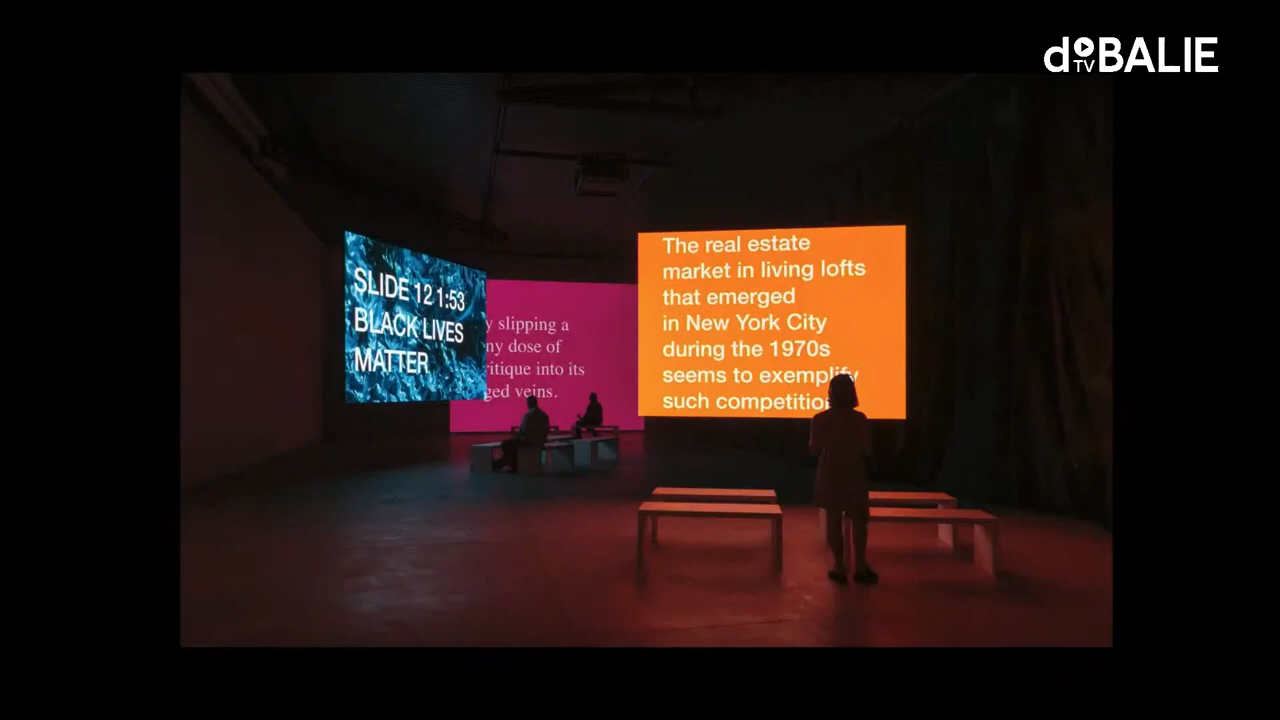 de BALIE
TV
SLIDE 12 1:53
BLACK LIVES
MATTER
y slipping a
ny dose of
ritique into its
ged veins.
The real estate
market in living lofts
that emerged
in New York City
during the 1970s
seems to exemplify
such competitio